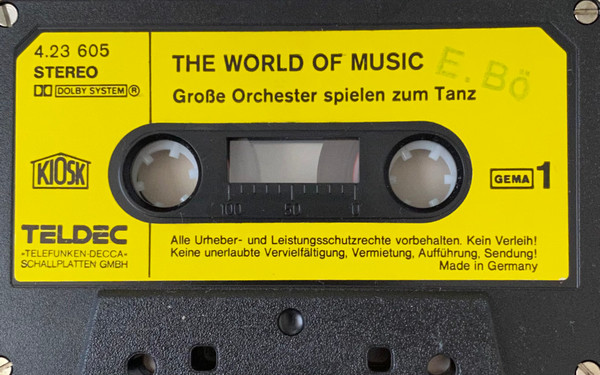 4.23 605
STEREO
DOLBY SYSTEM®
THE WORLD OF MUSIC
E. Bö
Große Orchester spielen zum Tanz
KIOSK
100 50 0
GEMA 1
TELDEC
»TELEFUNKEN-DECCA«
SCHALLPLATTEN GMBH
Alle Urheber- und Leistungsschutzrechte vorbehalten. Kein Verleih!
Keine unerlaubte Vervielfältigung, Vermietung, Aufführung, Sendung!
Made in Germany